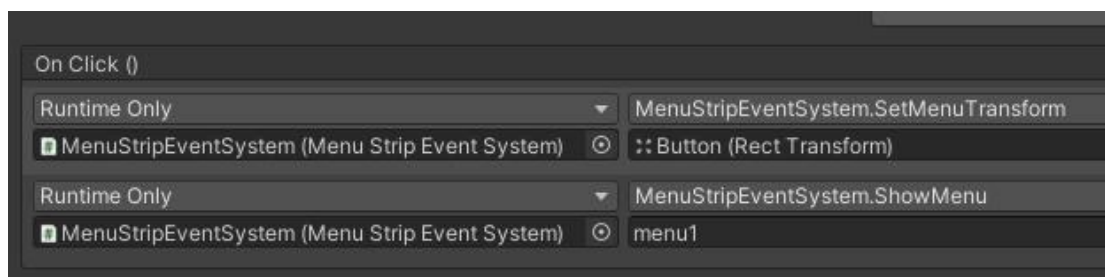 On Click ()
Runtime Only MenuStripEventSystem.SetMenuTransform
MenuStripEventSystem (Menu Strip Event System) Button (Rect Transform)
Runtime Only MenuStripEventSystem.ShowMenu
MenuStripEventSystem (Menu Strip Event System) menu1